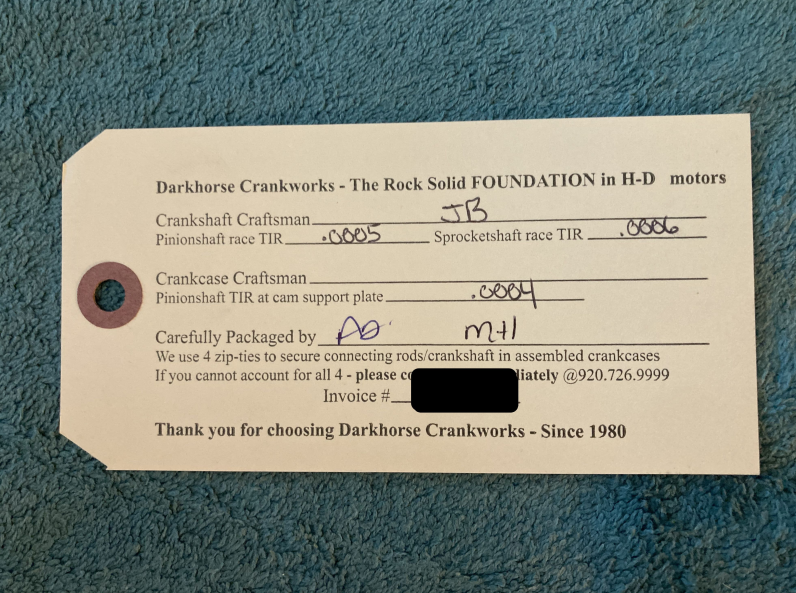 Darkhorse Crankworks - The Rock Solid FOUNDATION in H-D motors
Crankshaft Craftsman JB
Pinionshaft race TIR .0005 Sprocketshaft race TIR .0006
Crankcase Craftsman
Pinionshaft TIR at cam support plate .0004
Carefully Packaged by
We use 4 zip-ties to secure connecting rods/crankshaft in assembled crankcases
If you cannot account for all 4 - please @920.726.9999
Invoice #
Thank you for choosing Darkhorse Crankworks - Since 1980